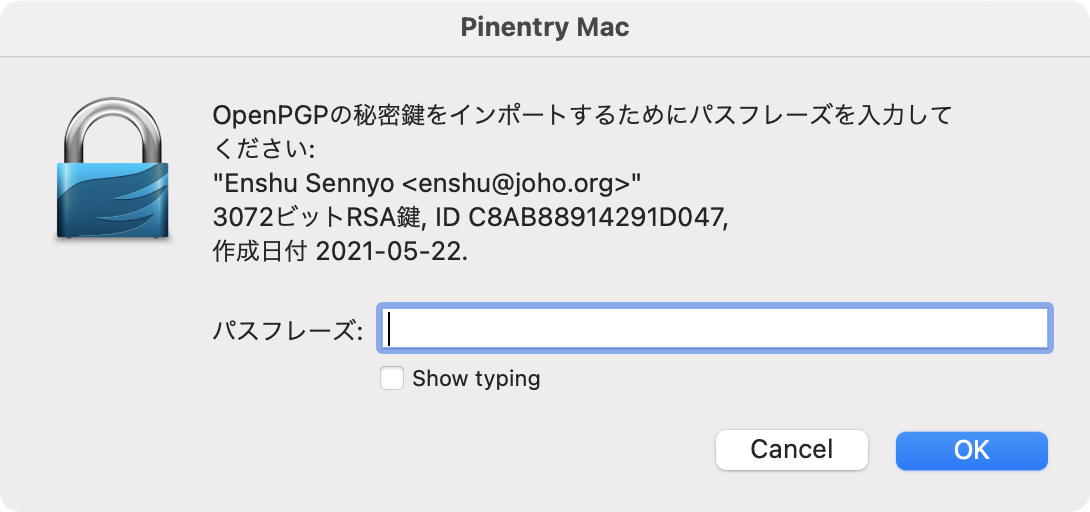 Pinentry Mac
OpenPGPの秘密鍵をインポートするためにパスフレーズを入力して
ください:
"Enshu Sennyo <enshu@joho.org>"
3072ビットRSA鍵, ID C8AB88914291D047,
作成日付 2021-05-22.
パスフレーズ:
Show typing
Cancel
OK